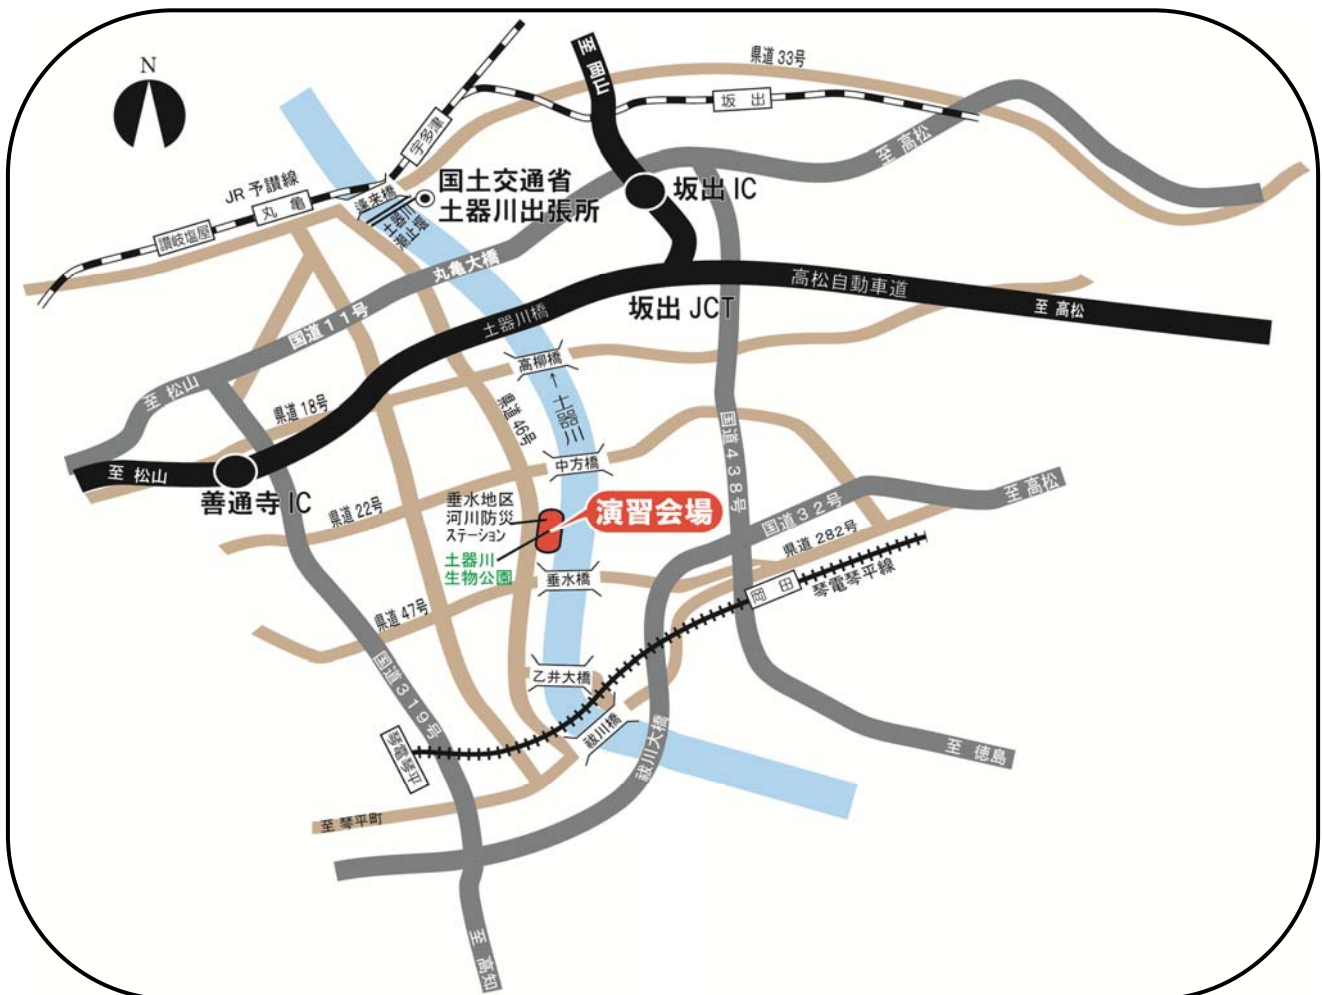 N
県道33号
至 岡山
坂 出
至 高松
宇多津
JR 予讃線
丸 亀
讃岐塩屋
蓬来橋
国土交通省
土器川出張所
土器川
潮止堰
坂出 IC
丸亀大橋
国道11号
土器川橋
坂出 JCT
高松自動車道
至 高松
至 松山
高柳橋
↑土器川
県道 18号
県道 46号
国道438号
至 松山
善通寺 IC
中方橋
県道 22号
垂水地区
河川防災
ステーション
演習会場
土器川
生物公園
国道32号
至 高松
県道 282号
垂水橋
岡 田
琴電琴平線
県道 47号
国道319号
乙井大橋
祓川橋
祓川大橋
琴電琴平
至 徳島
至 琴平町
至 高知